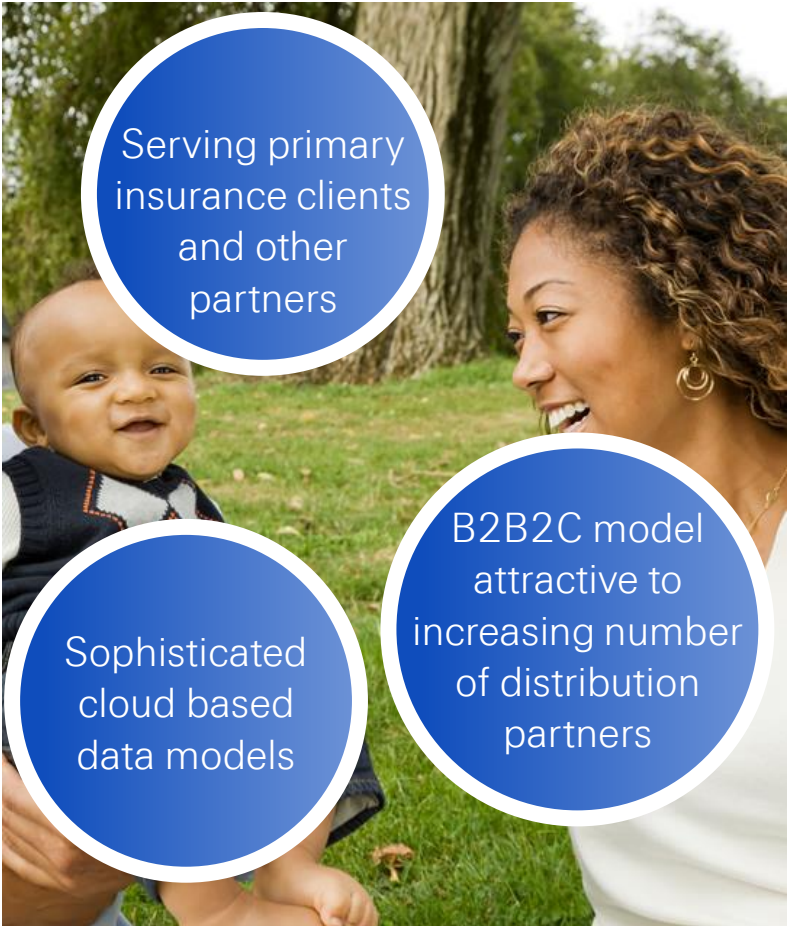 Serving primary
insurance clients
and other
partners
B2B2C model
attractive to
increasing number
of distribution
partners
Sophisticated
cloud based
data models